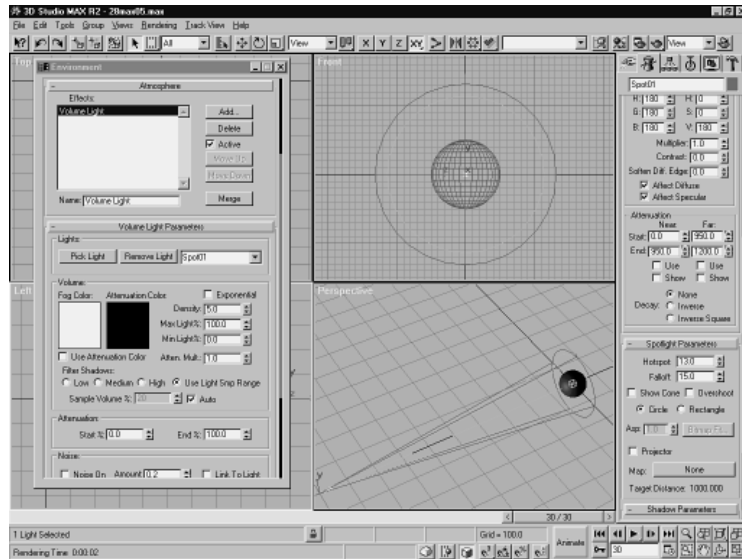 3D Studio MAX R2 - 28max05.max
File Edit Tools Group Views Rendering Track View Help
All View X Y Z XY View
Top
Environment
Front
Spot01
Atmosphere
Effects:
Volume Light
Add...
Delete
Active
Move Up
Move Down
Name: Volume Light
Merge
Volume Light Parameters
Lights:
Pick Light Remove Light Spot01
Volume:
Fog Color: Attenuation Color: Exponential
Density: 5.0
Max Light%: 100.0
Min Light%: 0.0
Use Attenuation Color Atten. Mult.: 1.0
Filter Shadows:
Low Medium High Use Light Smp Range
Sample Volume %: 20 Auto
Attenuation:
Start %: 0.0 End %: 100.0
Noise:
Noise On Amount: 0.2 Link To Light
Left
Perspective
y
R: 180 H: 0
G: 180 S: 0
B: 180 V: 180
Multiplier: 1.0
Contrast: 0.0
Soften Diff. Edge: 0.0
Affect Diffuse
Affect Specular
Attenuation
Near: Far:
Start: 0.0 950.0
End: 950.0 1200.0
Use Use
Show Show
None
Decay: Inverse
Inverse Square
Spotlight Parameters
Hotspot: 13.0
Falloff: 15.0
Show Cone Overshoot
Circle Rectangle
Asp: 1.0 Bitmap Fit...
Projector
Map: None
Target Distance: 1000.000
Shadow Parameters
30 / 30
1 Light Selected
Grid = 100.0
Animate
Rendering Time 0:00:02
30